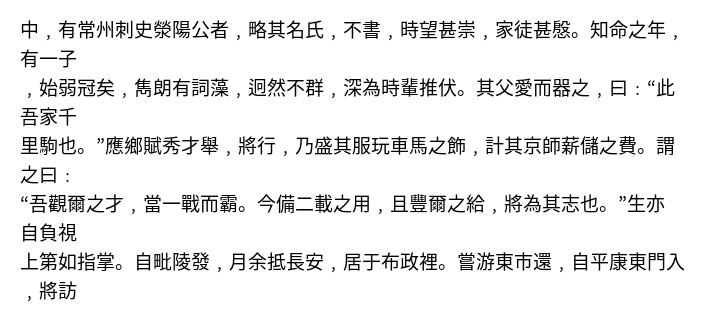 中﹐有常州刺史滎陽公者﹐略其名氏﹐不書﹐時望甚崇﹐家徒甚慇。知命之年﹐
有一子
﹐始弱冠矣﹐雋朗有詞藻﹐迥然不群﹐深為時輩推伏。其父愛而器之﹐曰﹕“此
吾家千
里駒也。”應鄉賦秀才舉﹐將行﹐乃盛其服玩車馬之飾﹐計其京師薪儲之費。謂
之曰﹕
“吾觀爾之才﹐當一戰而霸。今備二載之用﹐且豐爾之給﹐將為其志也。”生亦
自負視
上第如指掌。自毗陵發﹐月余抵長安﹐居于布政裡。嘗游東市還﹐自平康東門入
﹐將訪